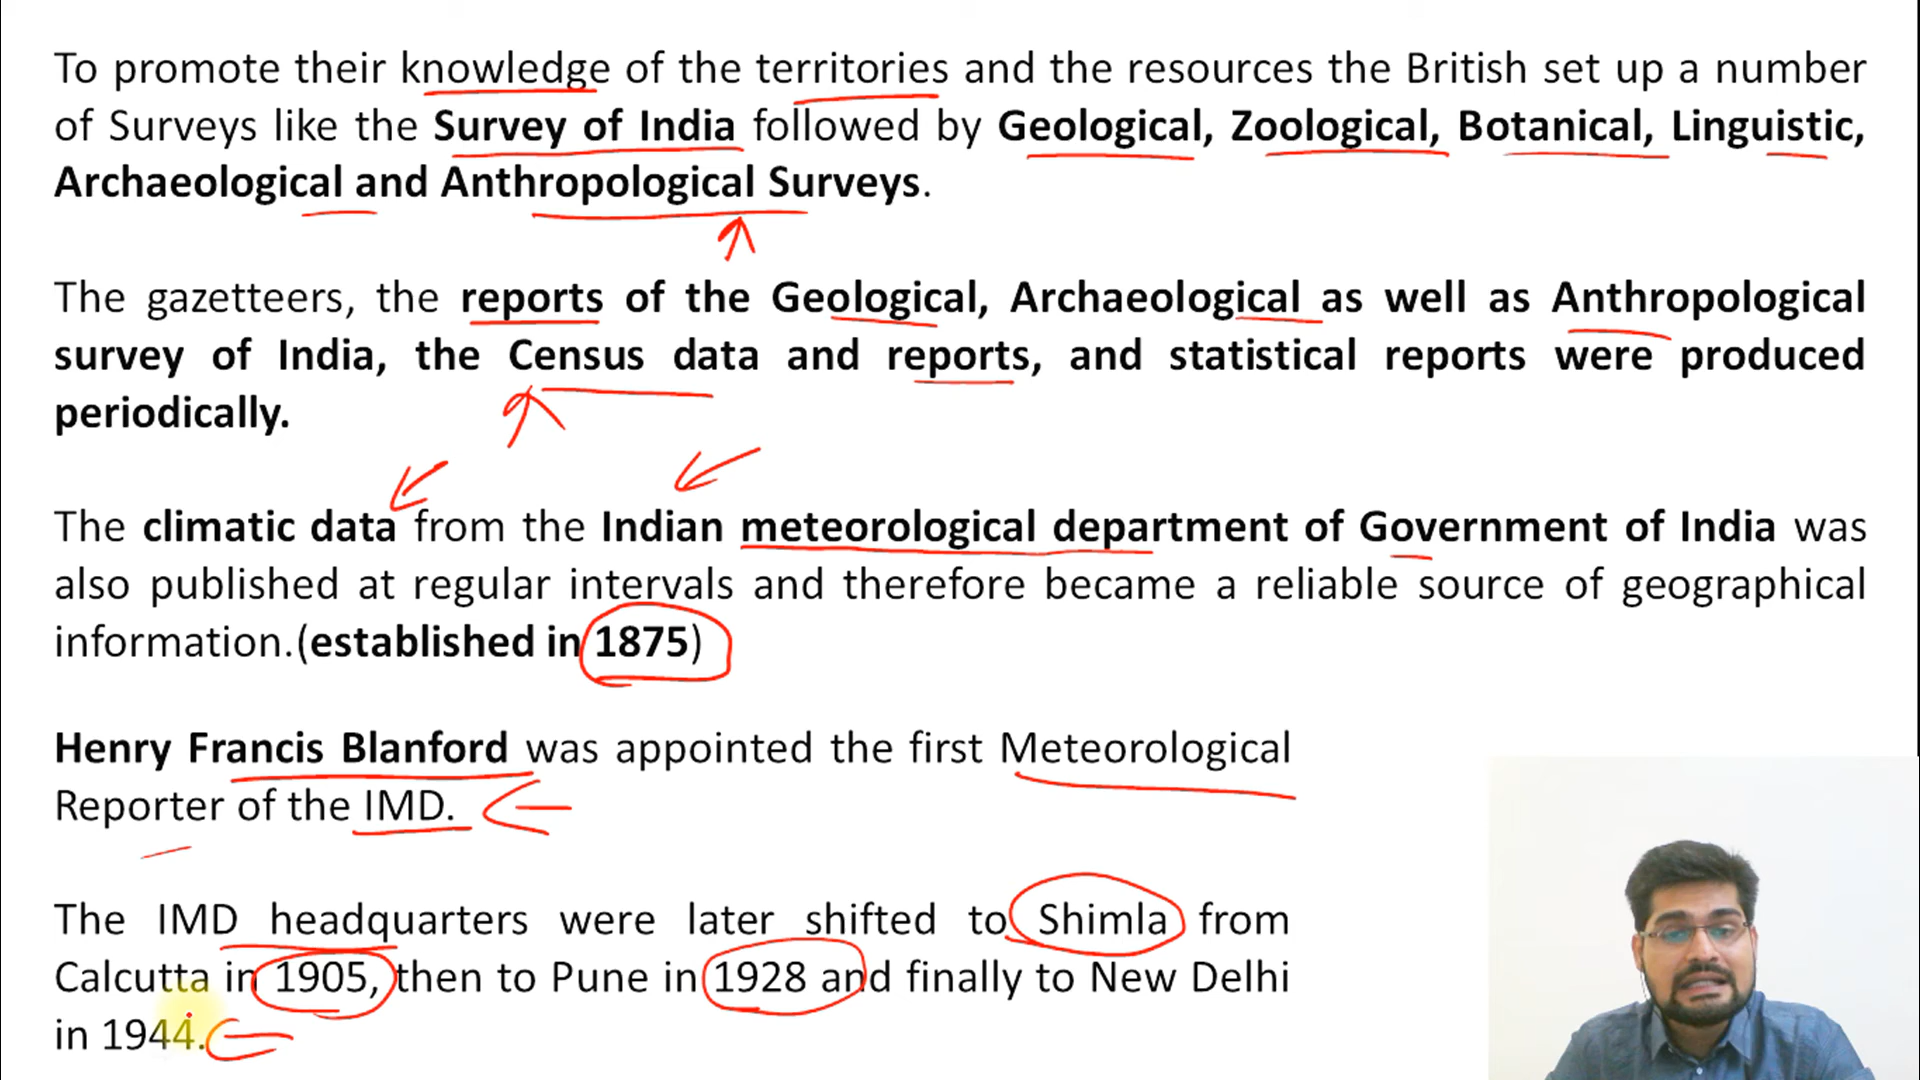 To promote their knowledge of the territories and the resources the British set up a number
of Surveys like the Survey of India followed by Geological, Zoological, Botanical, Linguistic,
Archaeological and Anthropological Surveys.
The gazetteers, the reports of the Geological, Archaeological as well as Anthropological
survey of India, the Census data and reports, and statistical reports were produced
periodically.
The climatic data from the Indian meteorological department of Government of India was
also published at regular intervals and therefore became a reliable source of geographical
information.(established in 1875)
Henry Francis Blanford was appointed the first Meteorological
Reporter of the IMD.
The IMD headquarters were later shifted to Shimla from
Calcutta in 1905, then to Pune in 1928 and finally to New Delhi
in 1944.